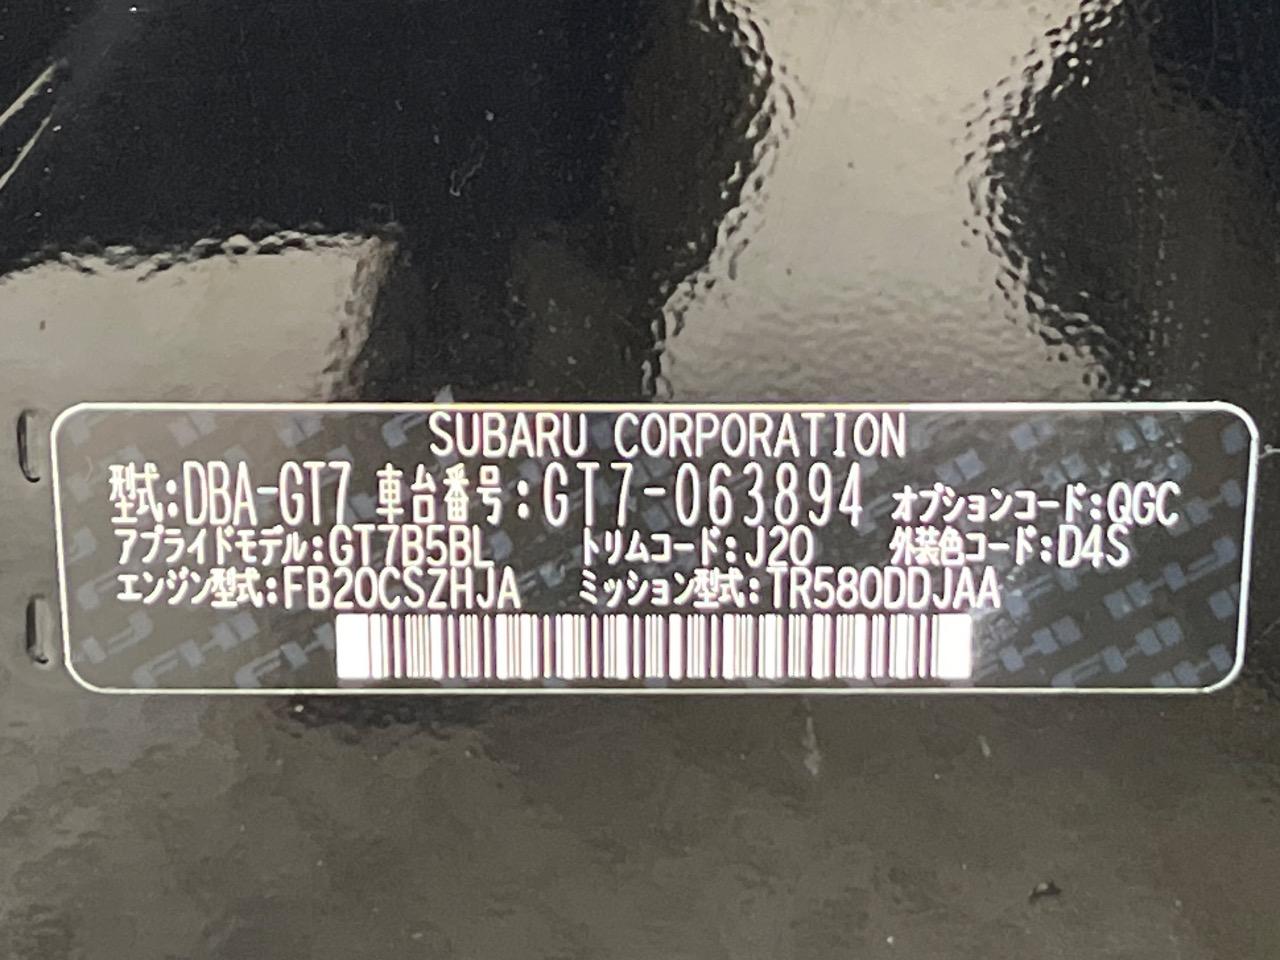 SUBARU CORPORATION
型式:DBA-GT7 車台番号:GT7-063894 オプションコード:QGC
アプライドモデル:GT7B5BL トリムコード:J20 外装色コード:D4S
エンジン型式:FB20CSZHJA ミッション型式:TR580DDJAA